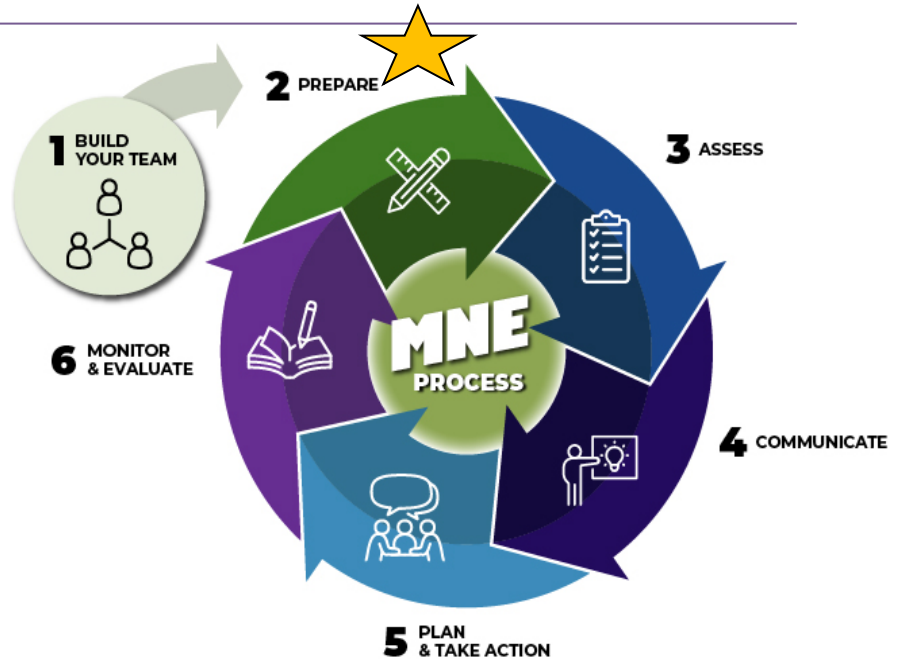 1 BUILD
YOUR TEAM
2 PREPARE
3 ASSESS
4 COMMUNICATE
5 PLAN
& TAKE ACTION
6 MONITOR
& EVALUATE
MNE
PROCESS